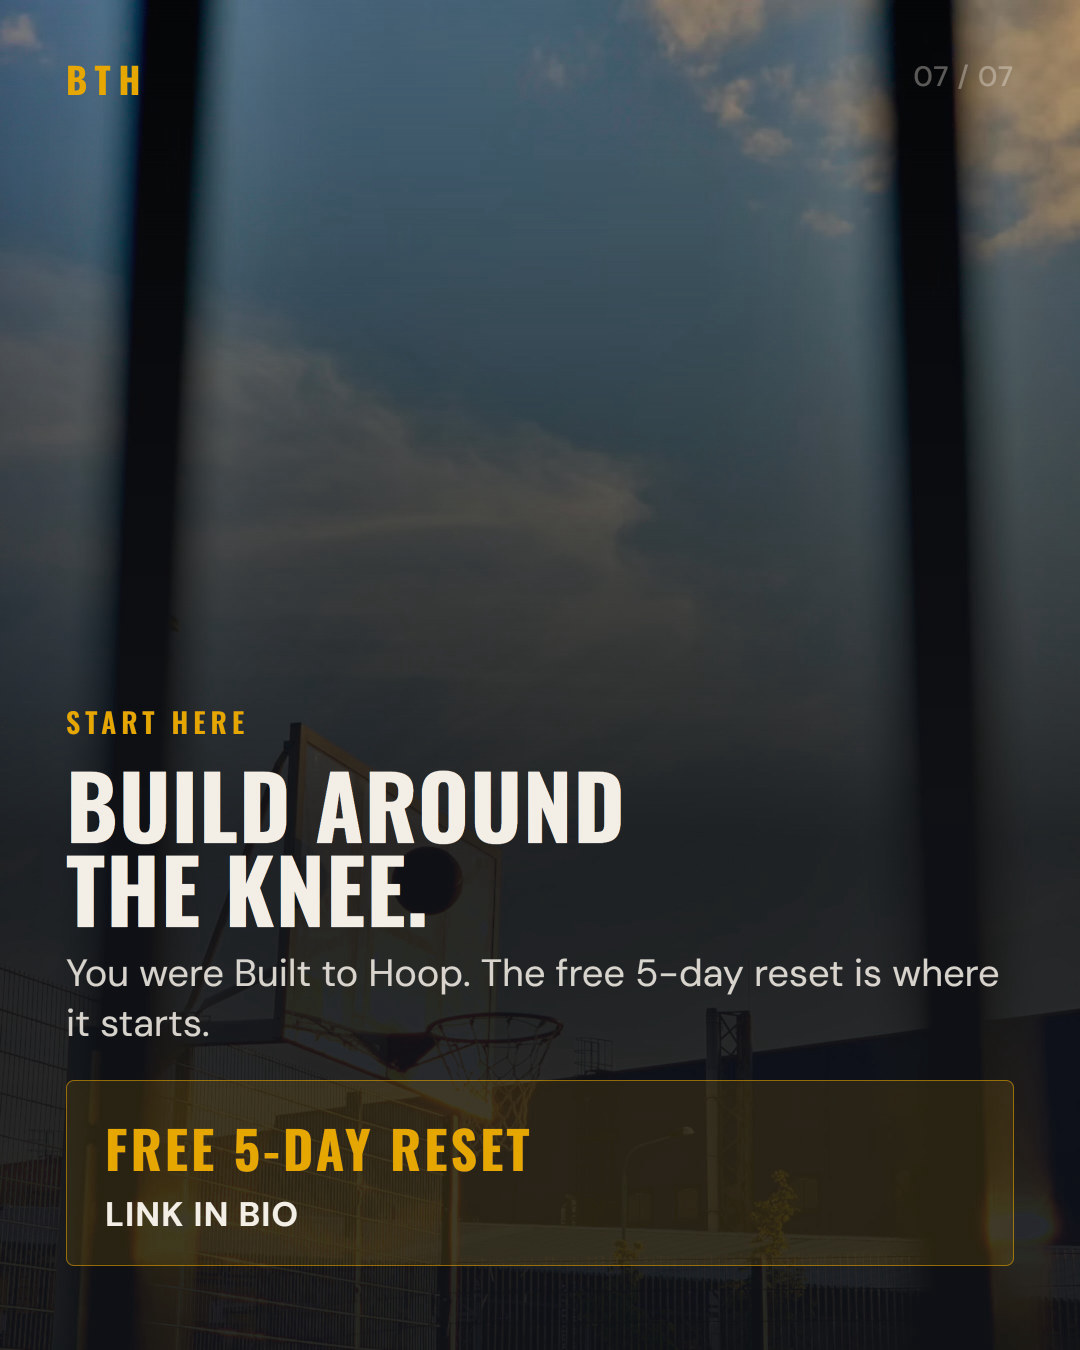 BTH
07 / 07
START HERE
BUILD AROUND
THE KNEE.
You were Built to Hoop. The free 5-day reset is where
it starts.
FREE 5-DAY RESET
LINK IN BIO